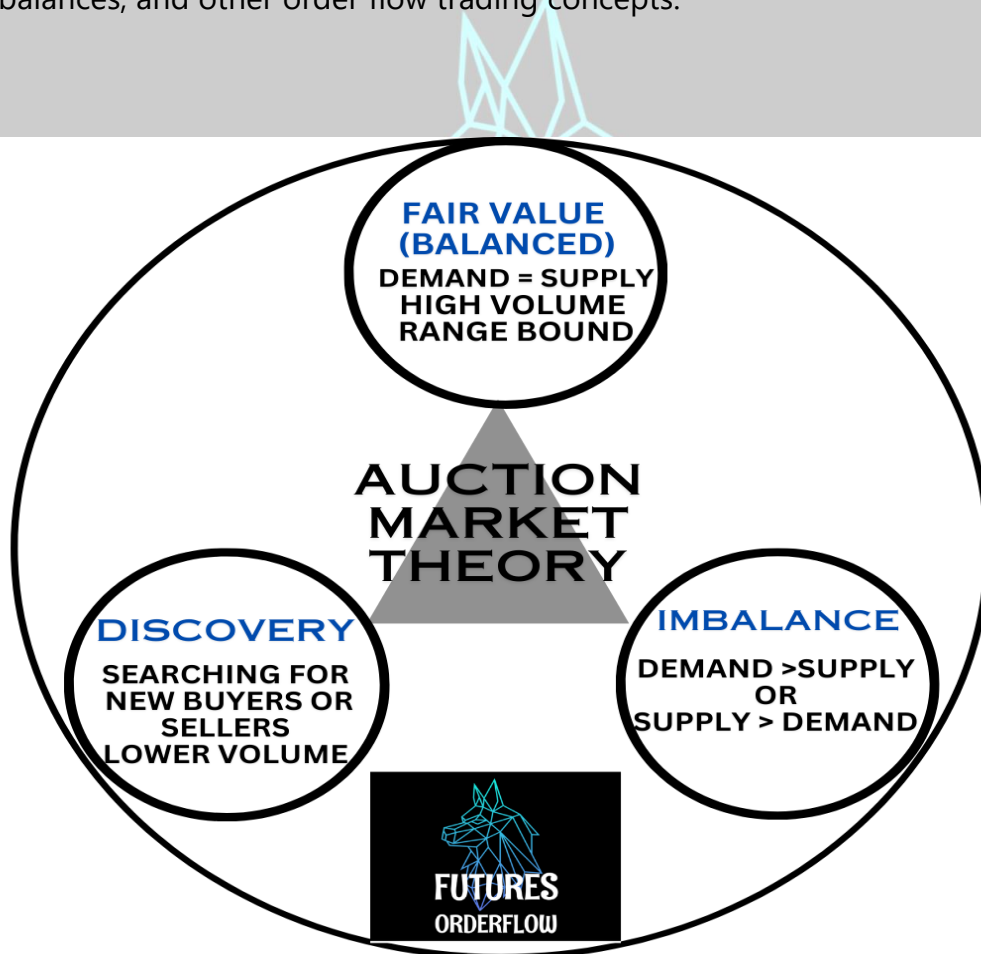 balances, and other order flow trading concepts.
FAIR VALUE
(BALANCED)
DEMAND = SUPPLY
HIGH VOLUME
RANGE BOUND
AUCTION
MARKET
THEORY
DISCOVERY
SEARCHING FOR
NEW BUYERS OR
SELLERS
LOWER VOLUME
IMBALANCE
DEMAND >SUPPLY
OR
SUPPLY > DEMAND
FUTURES
ORDERFLOW